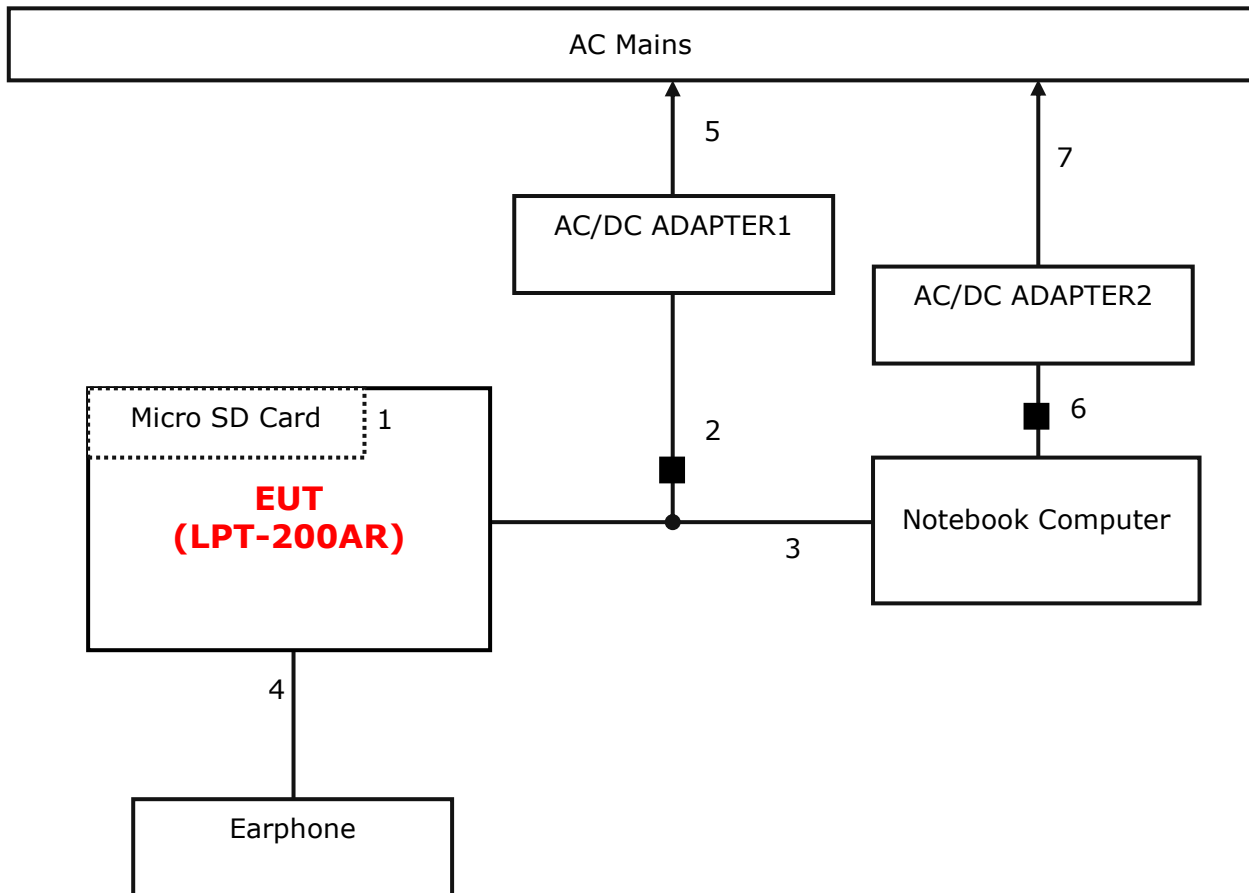 AC Mains
5
7
AC/DC ADAPTER1
AC/DC ADAPTER2
Micro SD Card
1
2
6
EUT
(LPT-200AR)
Notebook Computer
3
4
Earphone